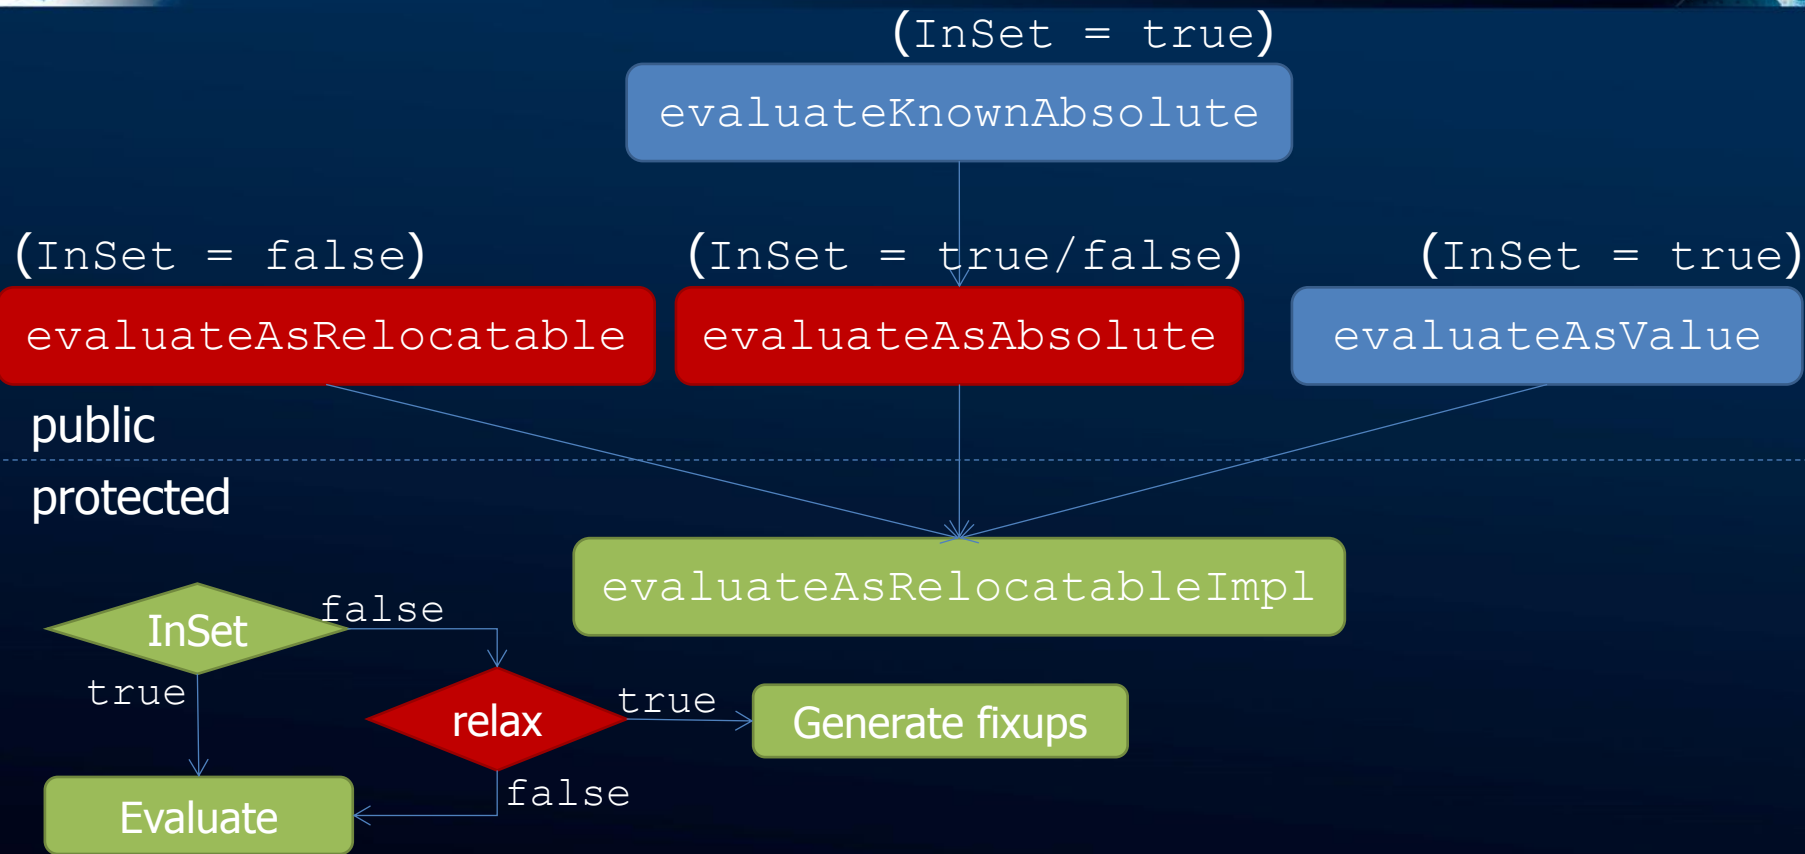 (InSet = true)
evaluateKnownAbsolute
(InSet = false) (InSet = true/false) (InSet = true)
evaluateAsRelocatable evaluateAsAbsolute evaluateAsValue
public
protected
evaluateAsRelocatableImpl
InSet false
true
relax true Generate fixups
false
Evaluate